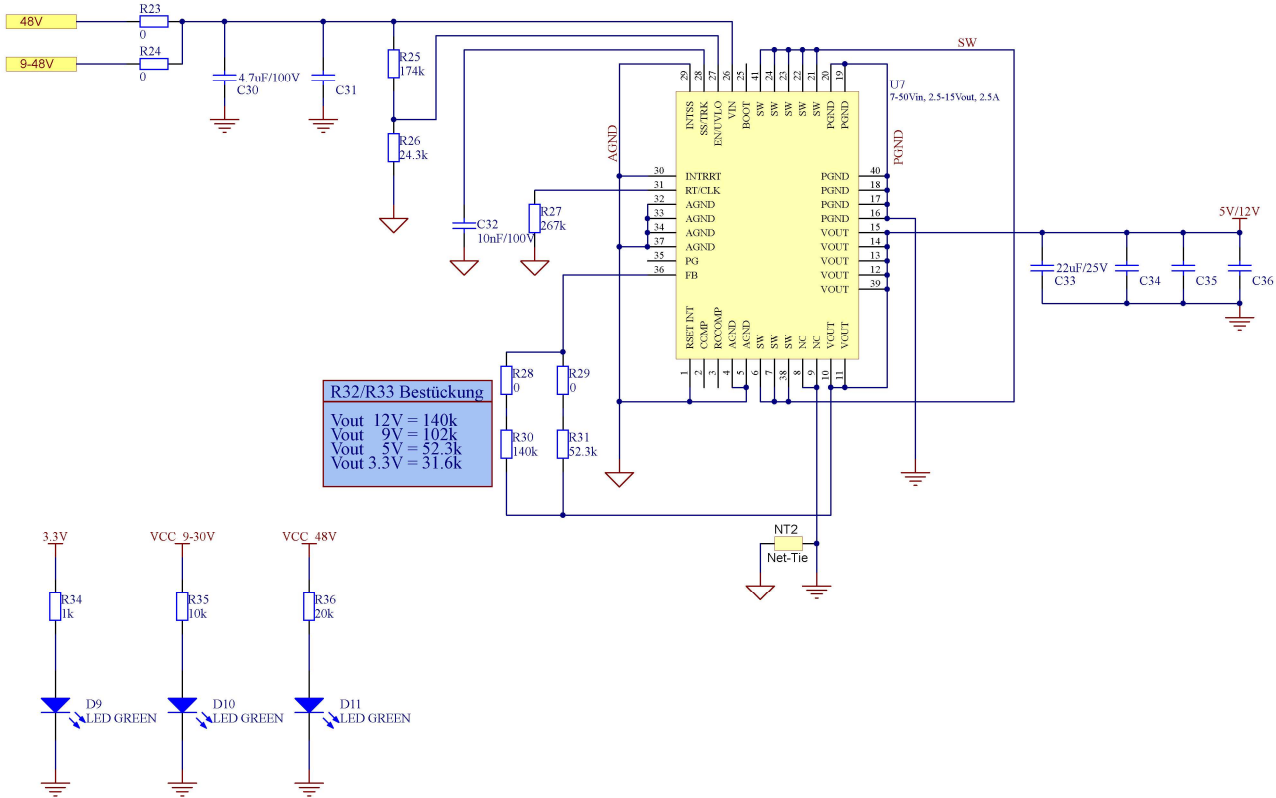 48V
R23
0
9-48V
R24
0
4.7uF/100V
C30
C31
R25
174k
R26
24.3k
C32
10nF/100V
R27
267k
AGND
SW
PGND
U7
7-50Vin, 2.5-15Vout, 2.5A
29
28
27
26
25
41
24
23
22
21
20
19
INTSS
SS/TRK
EN/UVLO
VIN
BOOT
SW
SW
SW
SW
SW
PGND
PGND
30 INTRRT
31 RT/CLK
32 AGND
33 AGND
34 AGND
37 AGND
35 PG
36 FB
PGND 40
PGND 18
PGND 17
PGND 16
VOUT 15
VOUT 14
VOUT 13
VOUT 12
VOUT 39
RSET INT
CCMP
RCCOMP
AGND
AGND
SW
SW
SW
NC
NC
VOUT
VOUT
1
2
3
4
5
6
7
38
8
9
10
11
5V/12V
22uF/25V
C33
C34
C35
C36
R28
0
R29
0
R30
140k
R31
52.3k
R32/R33 Bestückung
Vout 12V = 140k
Vout 9V = 102k
Vout 5V = 52.3k
Vout 3.3V = 31.6k
NT2
Net-Tie
3.3V
R34
1k
D9
LED GREEN
VCC_9-30V
R35
10k
D10
LED GREEN
VCC_48V
R36
20k
D11
LED GREEN